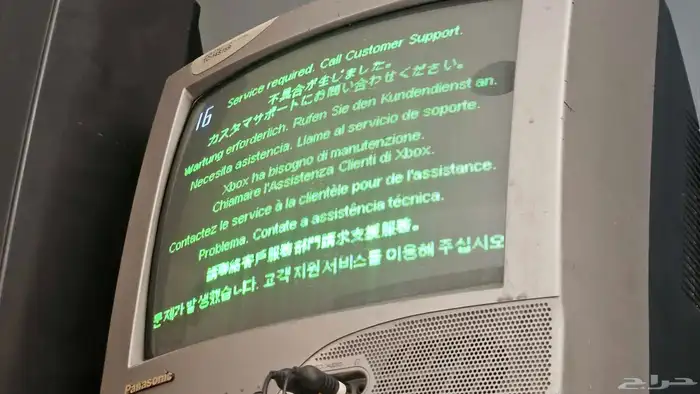 16
Service required. Call Customer Support.
不具合が生じました。
カスタマサポートにお問い合わせください。
Wartung erforderlich. Rufen Sie den Kundendienst an.
Necesita asistencia. Llame al servicio de soporte.
Xbox ha bisogno di manutenzione.
Chiamare l'Assistenza Clienti di Xbox.
Contactez le service à la clientèle pour de l'assistance.
Problema. Contate a assistência técnica.
請聯絡客戶服務部門請求支援服務。
문제가 발생했습니다. 고객 지원 서비스를 이용해 주십시오
Panasonic
حراج